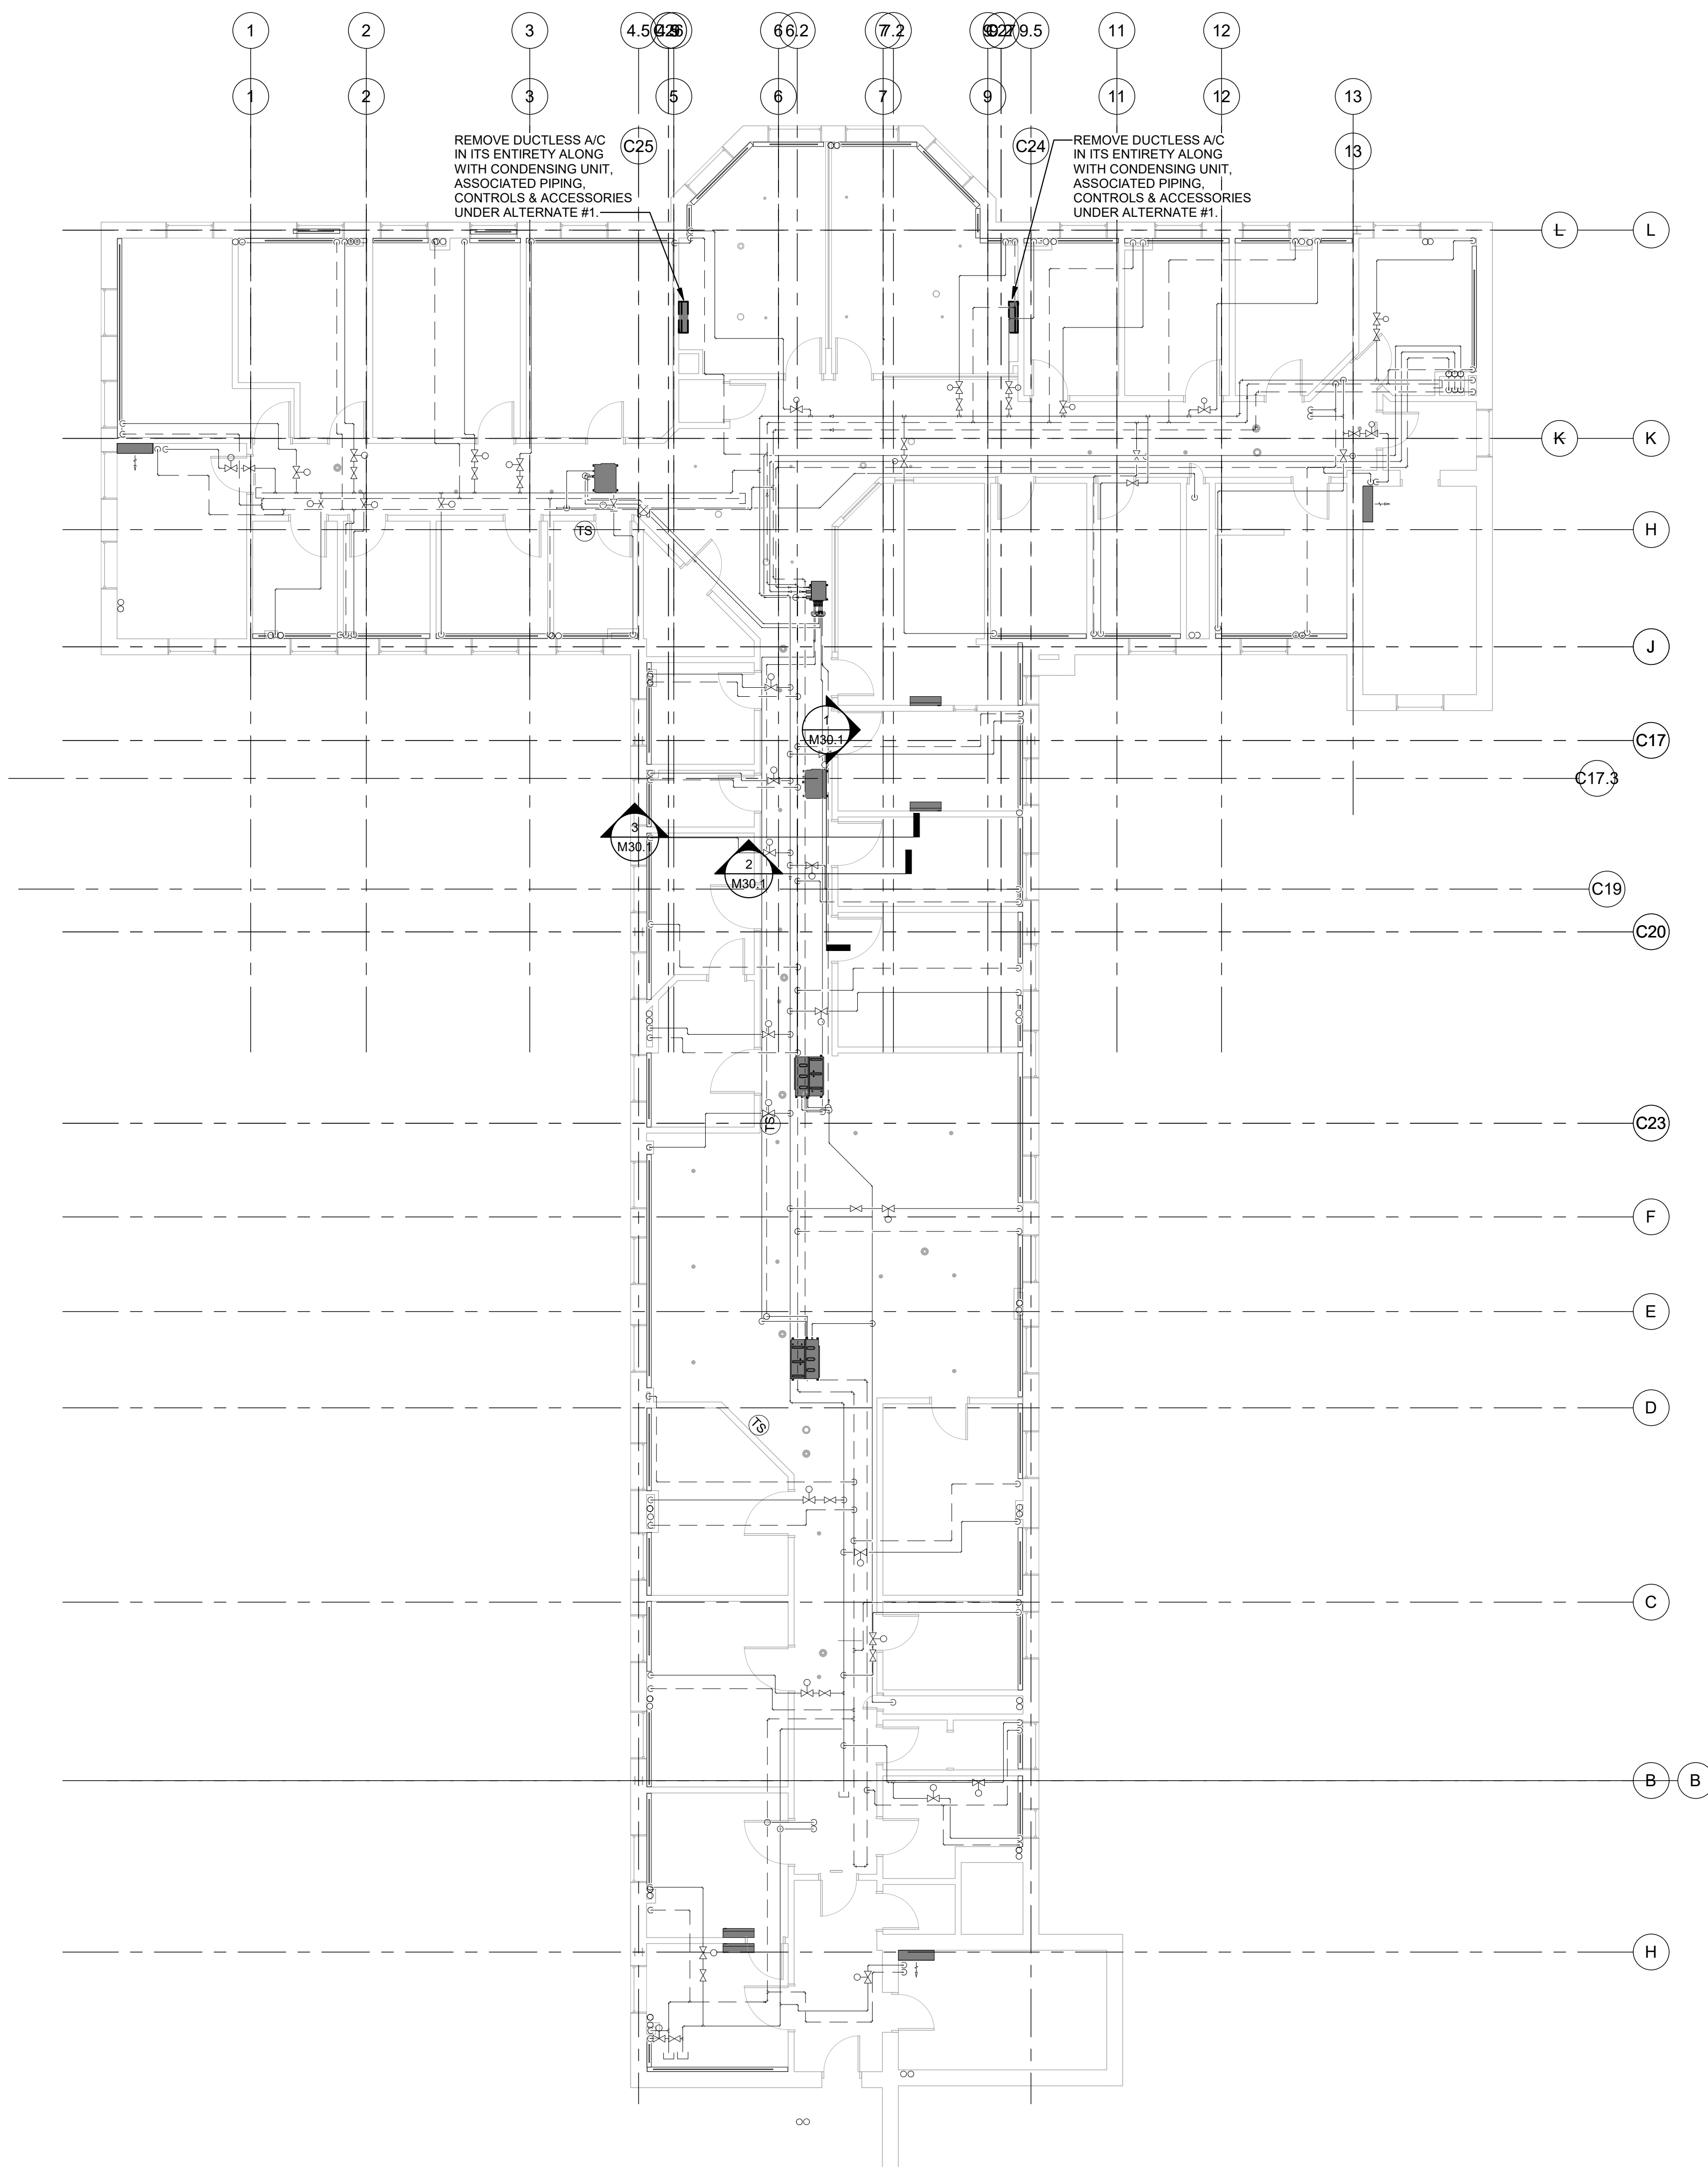 1
2
3
4.5
6
6.2
7
7.2
9.5
11
12
1
2
3
5
6
7
9
11
12
13
C25
C24
13
REMOVE DUCTLESS A/C
IN ITS ENTIRETY ALONG
WITH CONDENSING UNIT,
ASSOCIATED PIPING,
CONTROLS & ACCESSORIES
UNDER ALTERNATE #1.
REMOVE DUCTLESS A/C
IN ITS ENTIRETY ALONG
WITH CONDENSING UNIT,
ASSOCIATED PIPING,
CONTROLS & ACCESSORIES
UNDER ALTERNATE #1.
L
L
K
K
TS
H
J
1
M30.1
C17
C17.3
3
M30.1
2
M30.1
C19
C20
TS
C23
F
E
D
TS
C
B
B
H